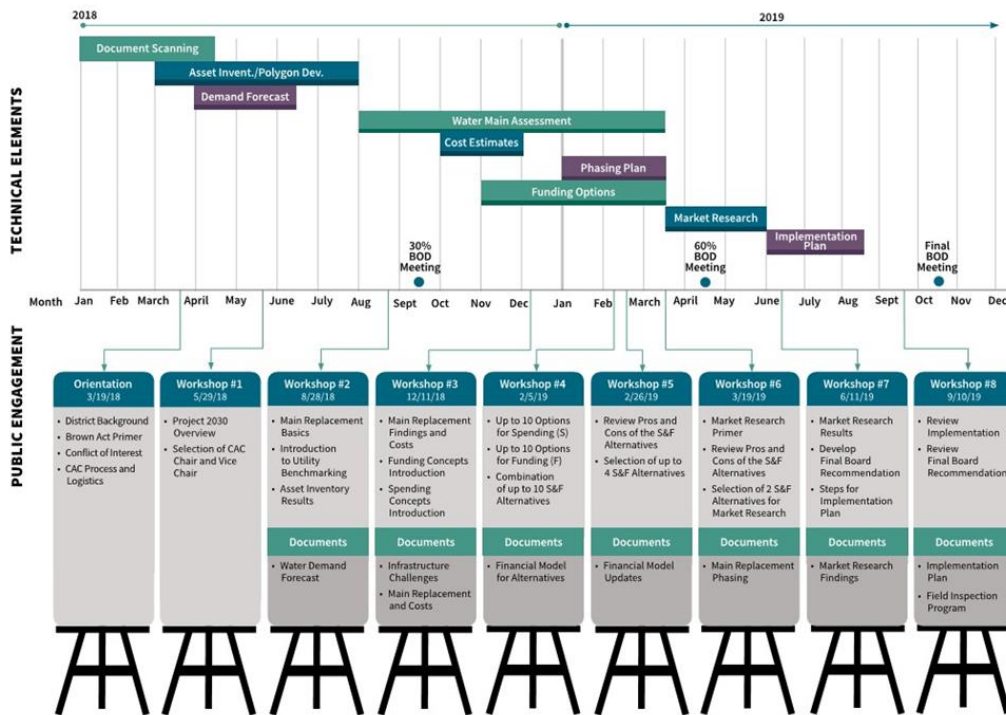 2018
2019
TECHNICAL ELEMENTS
Document Scanning
Asset Invent./Polygon Dev.
Demand Forecast
Water Main Assessment
Cost Estimates
Phasing Plan
Funding Options
Market Research
Implementation
Plan
30%
BOD
Meeting
60%
BOD
Meeting
Final
BOD
Meeting
Month Jan Feb March April May June July Aug Sept Oct Nov Dec Jan Feb March April May June July Aug Sept Oct Nov Dec
PUBLIC ENGAGEMENT
Orientation
3/19/18
• District Background
• Brown Act Primer
• Conflict of Interest
• CAC Process and
Logistics
Workshop #1
5/29/18
• Project 2030
Overview
• Selection of CAC
Chair and Vice
Chair
Workshop #2
8/28/18
• Main Replacement
Basics
• Introduction
to Utility
Benchmarking
• Asset Inventory
Results
Documents
• Water Demand
Forecast
Workshop #3
12/11/18
• Main Replacement
Findings and
Costs
• Funding Concepts
Introduction
• Spending
Concepts
Introduction
Documents
• Infrastructure
Challenges
• Main Replacement
and Costs
Workshop #4
2/5/19
• Up to 10 Options
for Spending (S)
• Up to 10 Options
for Funding (F)
• Combination
of up to 10 S&F
Alternatives
Documents
• Financial Model
for Alternatives
Workshop #5
2/26/19
• Review Pros and
Cons of the S&F
Alternatives
• Selection of up to
4 S&F Alternatives
Documents
• Financial Model
Updates
Workshop #6
3/19/19
• Market Research
Primer
• Review Pros and
Cons of the S&F
Alternatives
• Selection of 2 S&F
Alternatives for
Market Research
Documents
• Main Replacement
Phasing
Workshop #7
6/11/19
• Market Research
Results
• Develop
Final Board
Recommendation
• Steps for
Implementation
Plan
Documents
• Market Research
Findings
Workshop #8
9/10/19
• Review
Implementation
• Review
Final Board
Recommendation
Documents
• Implementation
Plan
• Field Inspection
Program